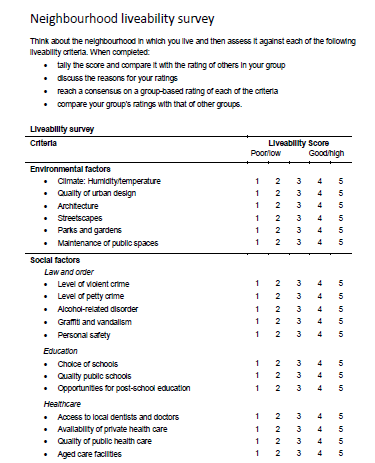 Neighbourhood liveability survey
Think about the neighbourhood in which you live and then assess it against each of the following
liveability criteria. When completed:
• tally the score and compare it with the rating of others in your group
• discuss the reasons for your ratings
• reach a consensus on a group-based rating of each of the criteria
• compare your group's ratings with that of other groups.
Liveability survey
Criteria Liveability Score
Poor/low Good/high
Environmental factors
• Climate: Humidity/temperature 1 2 3 4 5
• Quality of urban design 1 2 3 4 5
• Architecture 1 2 3 4 5
• Streetscapes 1 2 3 4 5
• Parks and gardens 1 2 3 4 5
• Maintenance of public spaces 1 2 3 4 5
Social factors
Law and order
• Level of violent crime 1 2 3 4 5
• Level of petty crime 1 2 3 4 5
• Alcohol-related disorder 1 2 3 4 5
• Graffiti and vandalism 1 2 3 4 5
• Personal safety 1 2 3 4 5
Education
• Choice of schools 1 2 3 4 5
• Quality public schools 1 2 3 4 5
• Opportunities for post-school education 1 2 3 4 5
Healthcare
• Access to local dentists and doctors 1 2 3 4 5
• Availability of private health care 1 2 3 4 5
• Quality of public health care 1 2 3 4 5
• Aged care facilities 1 2 3 4 5